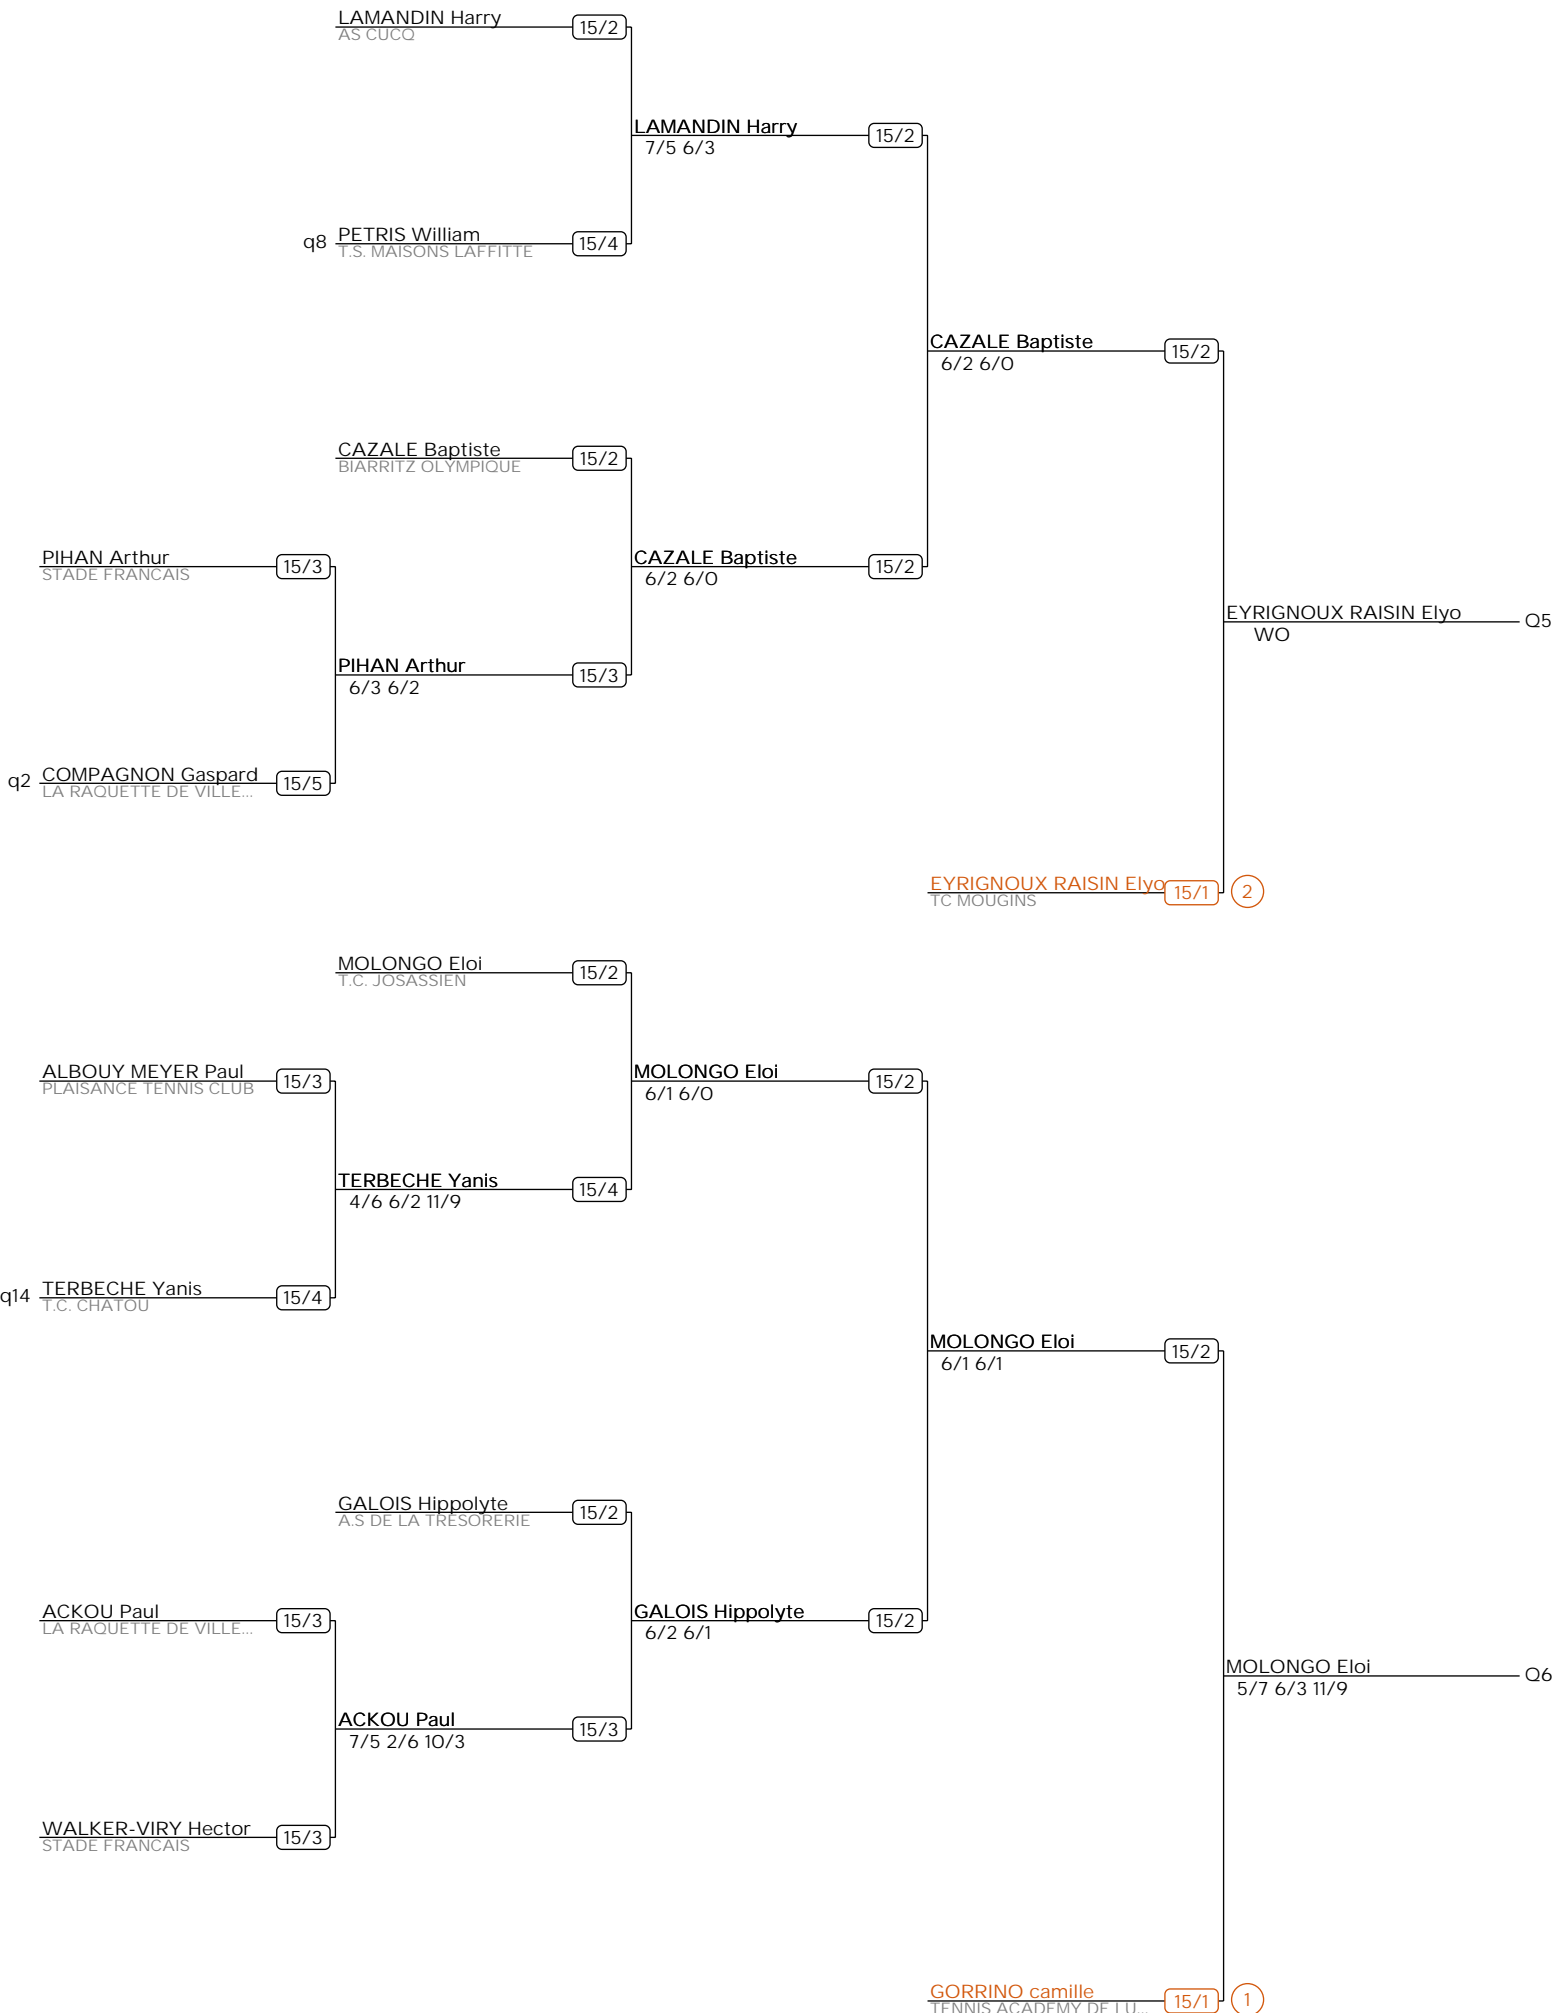 LAMANDIN Harry
15/2
AS CUCQ
LAMANDIN Harry
15/2
7/5 6/3
q8
PETRIS William
15/4
T.S. MAISONS LAFFITTE
CAZALE Baptiste
15/2
6/2 6/0
CAZALE Baptiste
15/2
BIARRITZ OLYMPIQUE
PIHAN Arthur
15/3
STADE FRANCAIS
CAZALE Baptiste
15/2
6/2 6/0
EYRIGNOUX RAISIN Elyo
Q5
WO
PIHAN Arthur
15/3
6/3 6/2
q2
COMPAGNON Gaspard
15/5
LA RAQUETTE DE VILLE...
EYRIGNOUX RAISIN Elyo
15/1
2
TC MOUGINS
MOLONGO Eloi
15/2
T.C. JOSASSIEN
ALBOUY MEYER Paul
15/3
PLAISANCE TENNIS CLUB
MOLONGO Eloi
15/2
6/1 6/0
TERBECHE Yanis
15/4
4/6 6/2 11/9
q14
TERBECHE Yanis
15/4
T.C. CHATOU
MOLONGO Eloi
15/2
6/1 6/1
GALOIS Hippolyte
15/2
A.S DE LA TRESORERIE
ACKOU Paul
15/3
LA RAQUETTE DE VILLE...
GALOIS Hippolyte
15/2
6/2 6/1
MOLONGO Eloi
Q6
5/7 6/3 11/9
ACKOU Paul
15/3
7/5 2/6 10/3
WALKER-VIRY Hector
15/3
STADE FRANCAIS
GORRINO camille
15/1
1
TENNIS ACADEMY DE LU...